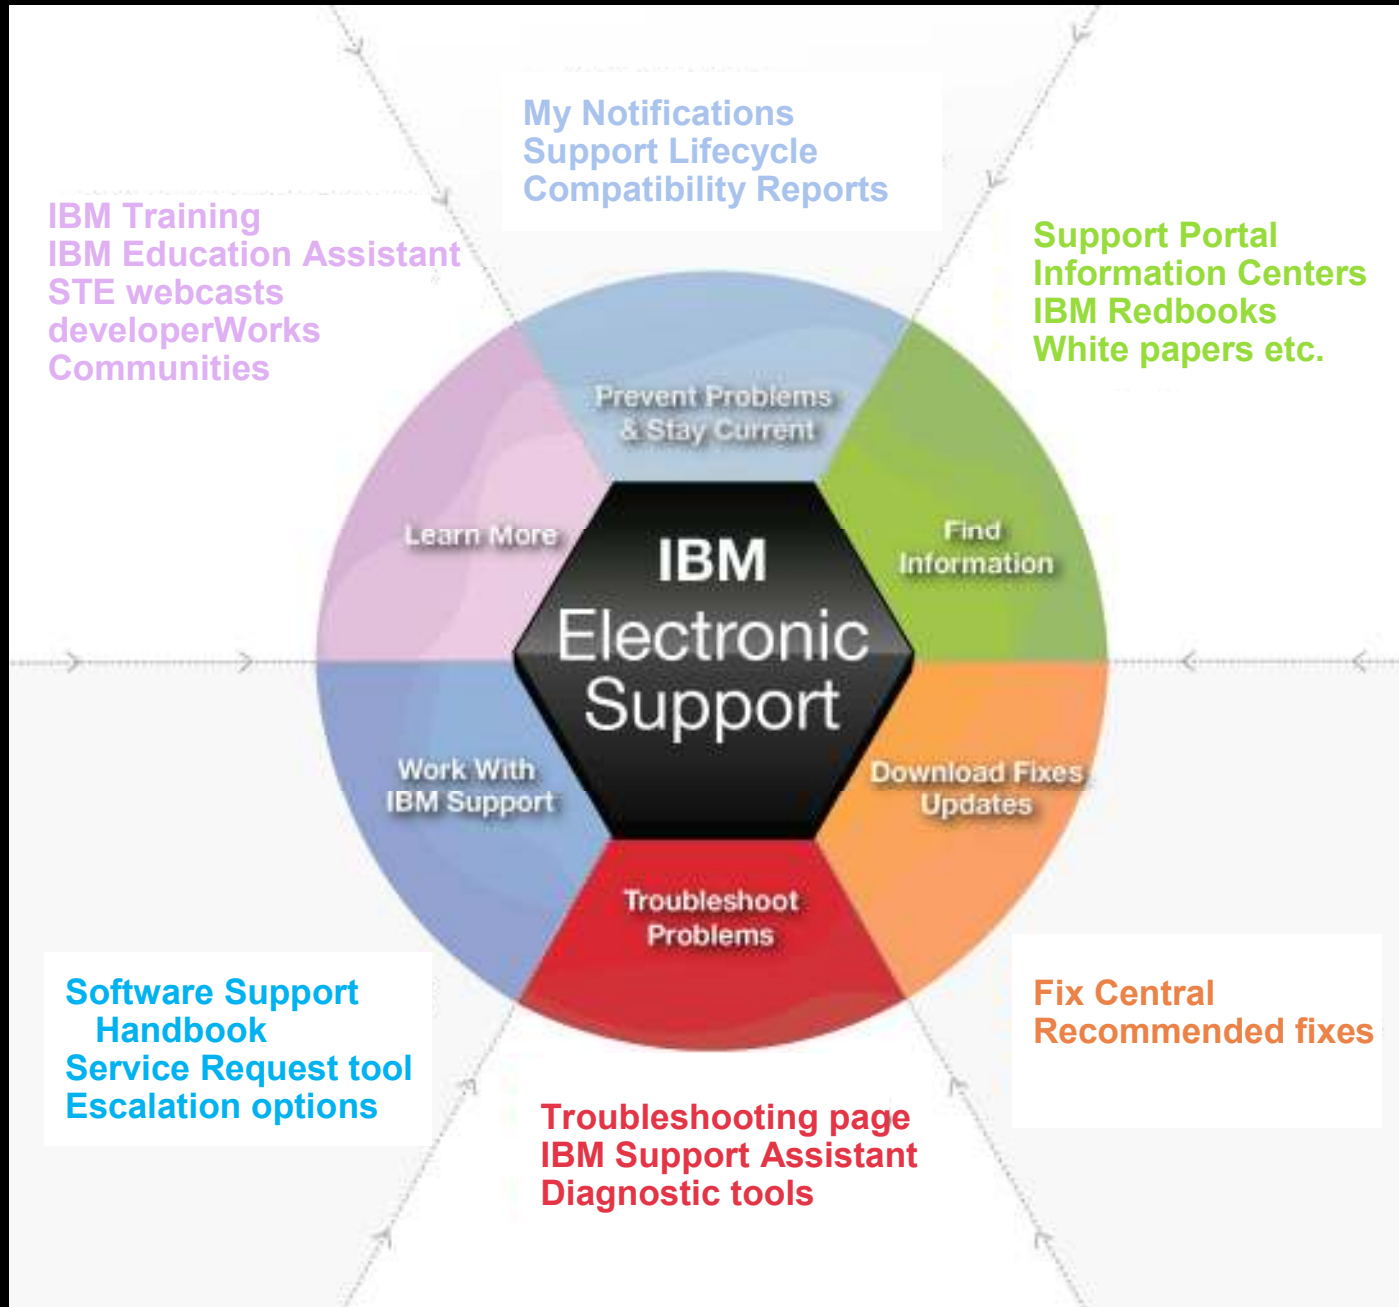 My Notifications
Support Lifecycle
Compatibility Reports
IBM Training
IBM Education Assistant
STE webcasts
developerWorks
Communities
Support Portal
Information Centers
IBM Redbooks
White papers etc.
Prevent Problems
& Stay Current
Learn More
Find
Information
IBM
Electronic
Support
Work With
IBM Support
Download Fixes
Updates
Troubleshoot
Problems
Software Support
Handbook
Service Request tool
Escalation options
Fix Central
Recommended fixes
Troubleshooting page
IBM Support Assistant
Diagnostic tools